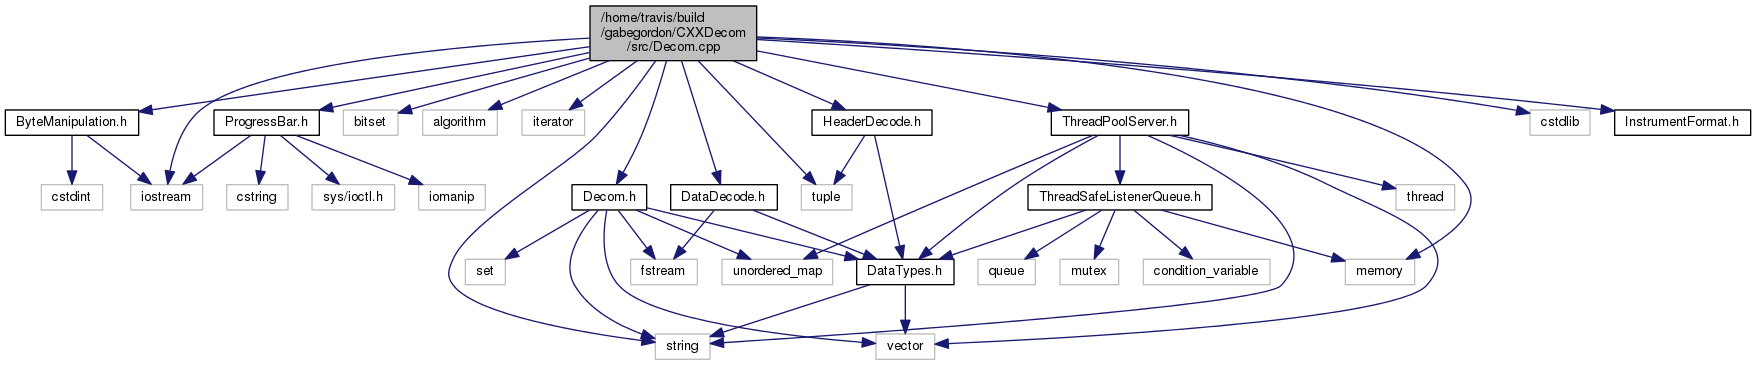 /home/travis/build
/gabegordon/CXXDecom
/src/Decom.cpp
ByteManipulation.h
ProgressBar.h
bitset
algorithm
iterator
HeaderDecode.h
ThreadPoolServer.h
cstdlib
InstrumentFormat.h
cstdint
iostream
cstring
sys/ioctl.h
iomanip
Decom.h
DataDecode.h
tuple
ThreadSafeListenerQueue.h
thread
set
fstream
unordered_map
DataTypes.h
queue
mutex
condition_variable
memory
string
vector